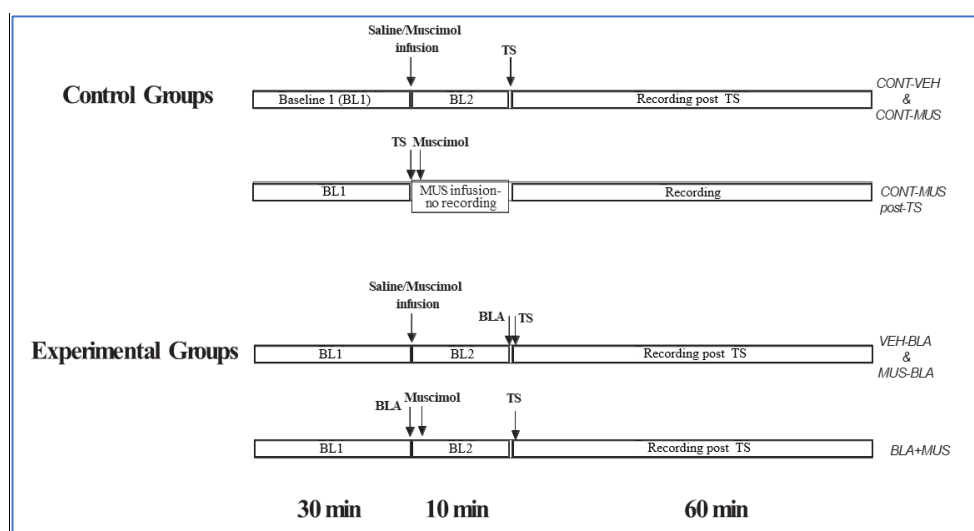 Saline/Muscimol
infusion
TS
Control Groups
Baseline 1 (BL1)
BL2
Recording post TS
CONT-VEH
&
CONT-MUS
TS Muscimol
BL1
MUS infusion-
no recording
Recording
CONT-MUS
post-TS
Saline/Muscimol
infusion
BLA TS
Experimental Groups
BL1
BL2
Recording post TS
VEH-BLA
&
MUS-BLA
BLA Muscimol
TS
BL1
BL2
Recording post TS
BLA+MUS
30 min
10 min
60 min